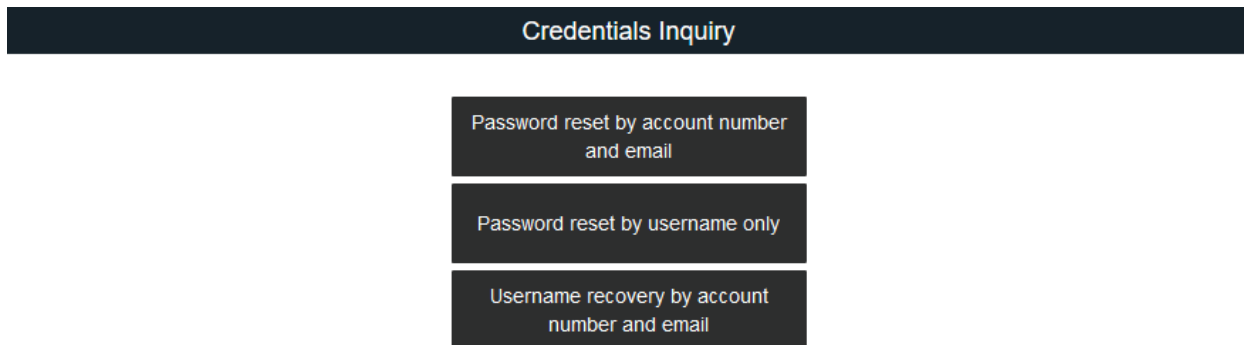 Credentials Inquiry
Password reset by account number
and email
Password reset by username only
Username recovery by account
number and email